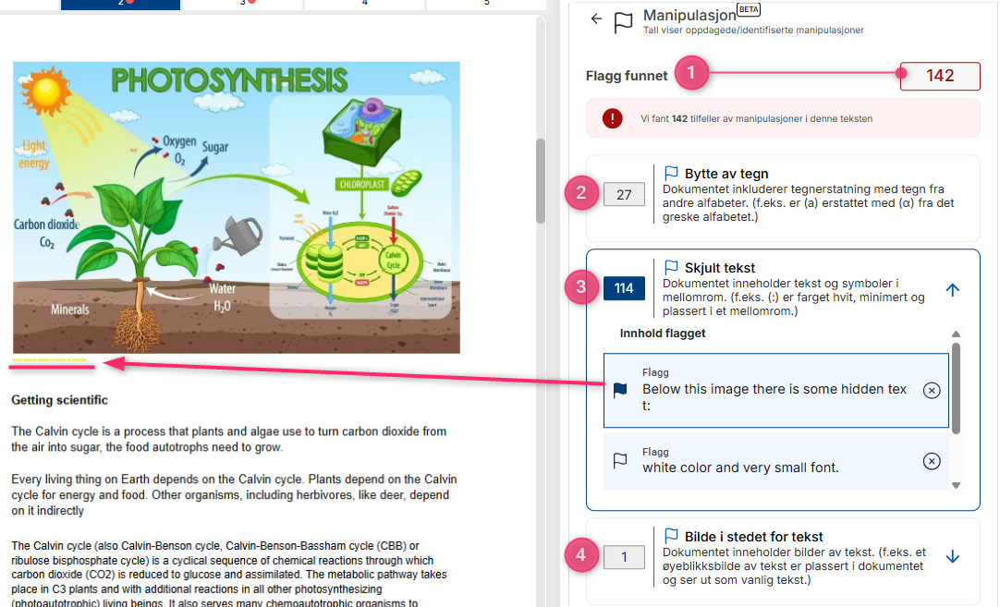 2
3
4
5
PHOTOSYNTHESIS
Light
energy
Oxygen
O2
Sugar
CHLOROPLAST
Carbon dioxide
Co2
Water H2O
Carbon
Calvin
Cycle
Water
H2O
Minerals
Getting scientific
The Calvin cycle is a process that plants and algae use to turn carbon dioxide from
the air into sugar, the food autotrophs need to grow.
Every living thing on Earth depends on the Calvin cycle. Plants depend on the Calvin
cycle for energy and food. Other organisms, including herbivores, like deer, depend
on it indirectly
The Calvin cycle (also Calvin-Benson cycle, Calvin-Benson-Bassham cycle (CBB) or
ribulose bisphosphate cycle) is a cyclical sequence of chemical reactions through which
carbon dioxide (CO2) is reduced to glucose and assimilated. The metabolic pathway takes
place in C3 plants and with additional reactions in all other photosynthesizing
(photoautotrophic) living beings. It also serves many chemoautotrophic organisms to
Manipulasjon BETA
Tall viser oppdagede/identifiserte manipulasjoner
Flagg funnet 1 142
Vi fant 142 tilfeller av manipulasjoner i denne teksten
2 27
Bytte av tegn
Dokumentet inkluderer tegnerstatning med tegn fra
andre alfabeter. (f.eks. er (a) erstattet med (α) fra det
greske alfabetet.)
3 114
Skjult tekst
Dokumentet inneholder tekst og symboler i
mellomrom. (f.eks. (:) er farget hvit, minimert og
plassert i et mellomrom.)
Innhold flagget
Flagg
Below this image there is some hidden tex
t:
Flagg
white color and very small font.
4 1
Bilde i stedet for tekst
Dokumentet inneholder bilder av tekst. (f.eks. et
øyeblikksbilde av tekst er plassert i dokumentet
og ser ut som vanlig tekst.)